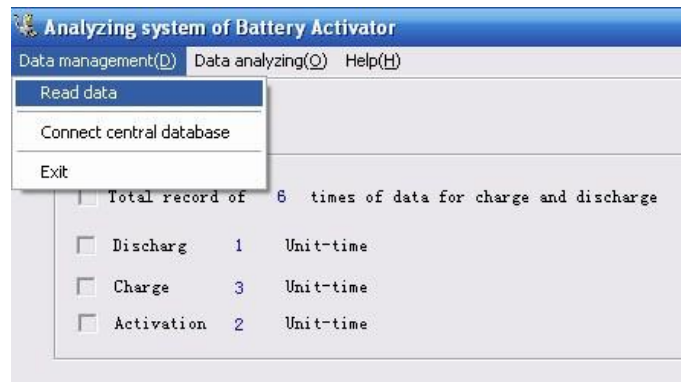 Analyzing system of Battery Activator
Data management(D) Data analyzing(O) Help(H)
Read data
Connect central database
Exit
Total record of 6 times of data for charge and discharge
Discharg 1 Unit-time
Charge 3 Unit-time
Activation 2 Unit-time